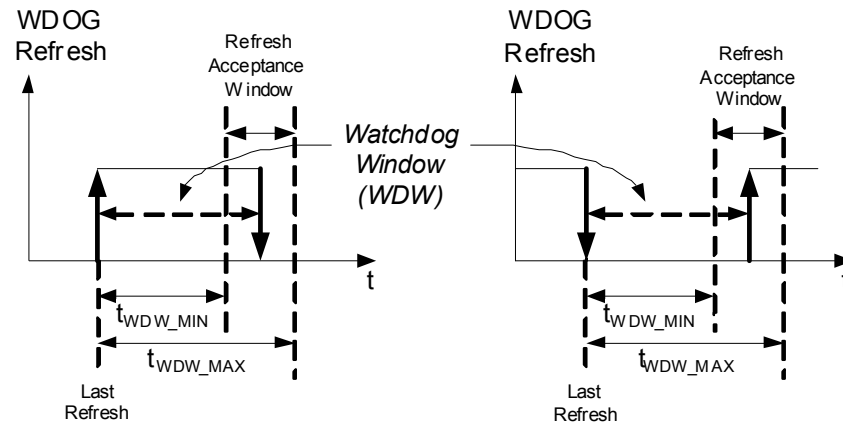 WDOG
Refresh
Refresh
Acceptance
Window
t
tWDW_MIN
tWDW_MAX
Last
Refresh
Watchdog
Window
(WDW)
WDOG
Refresh
Refresh
Acceptance
Window
t
tWDW_MIN
tWDW_MAX
Last
Refresh